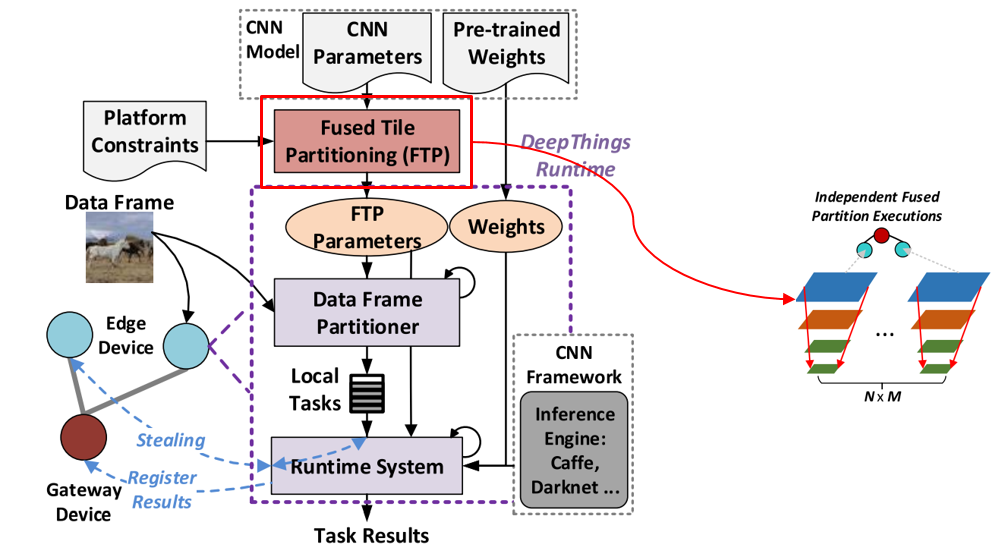 CNN
Model
CNN
Parameters
Pre-trained
Weights
Platform
Constraints
Fused Tile
Partitioning (FTP)
DeepThings
Runtime
Data Frame
FTP
Parameters
Weights
Data Frame
Partitioner
Edge
Device
Local
Tasks
CNN
Framework
Inference
Engine:
Caffe,
Darknet ...
Stealing
Runtime System
Register
Results
Gateway
Device
Task Results
Independent Fused
Partition Executions
...
N x M